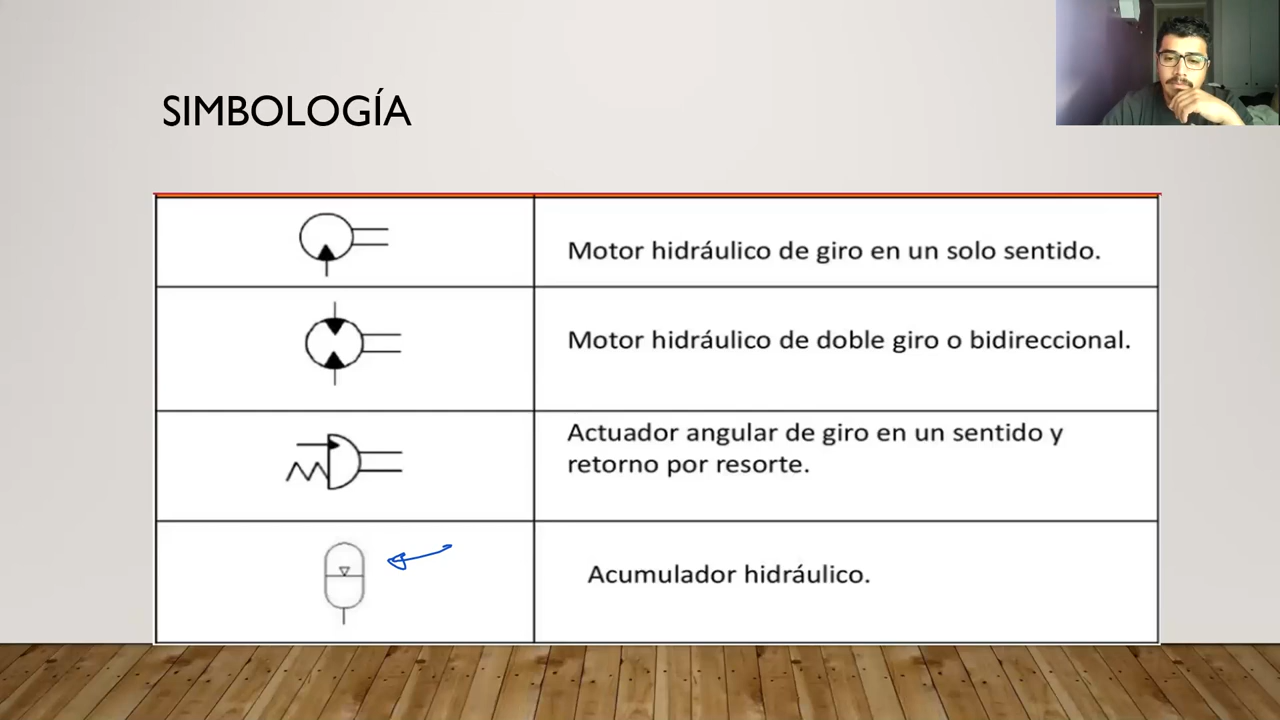 SIMBOLOGÍA
Motor hidráulico de giro en un solo sentido.
Motor hidráulico de doble giro o bidireccional.
Actuador angular de giro en un sentido y
retorno por resorte.
Acumulador hidráulico.